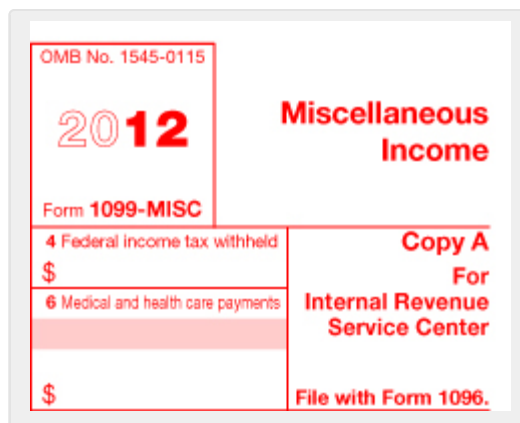 OMB No. 1545-0115
2012
Form 1099-MISC
Miscellaneous
Income
4 Federal income tax withheld
$
6 Medical and health care payments
$
Copy A
For
Internal Revenue
Service Center
File with Form 1096.